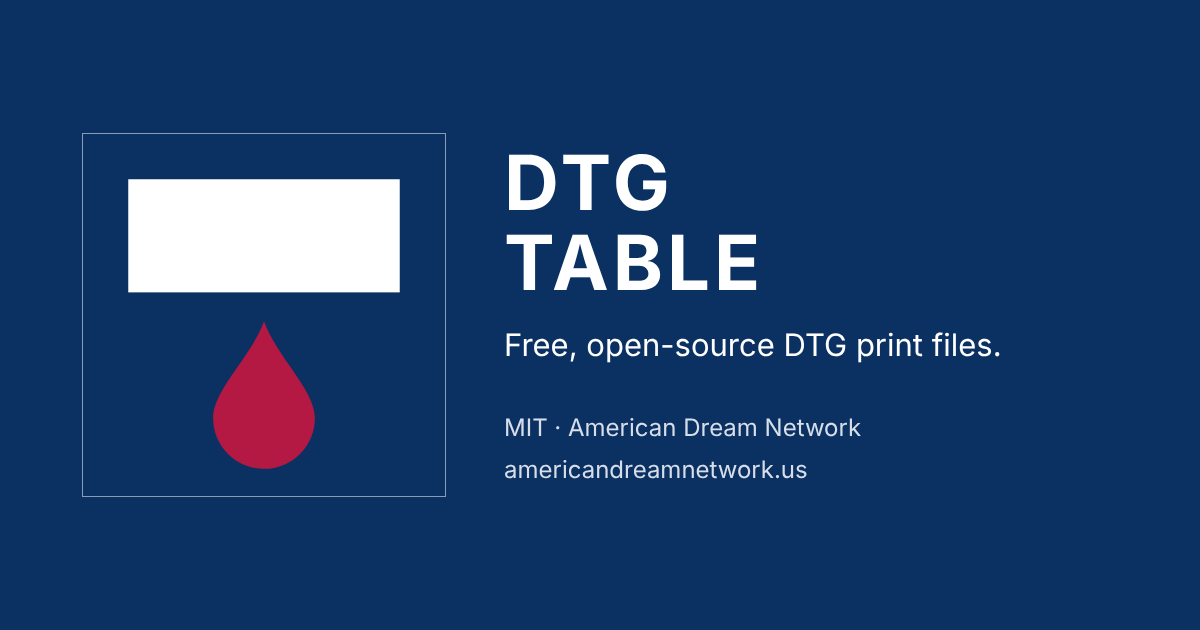 DTG
TABLE
Free, open-source DTG print files.
MIT · American Dream Network
americandreamnetwork.us